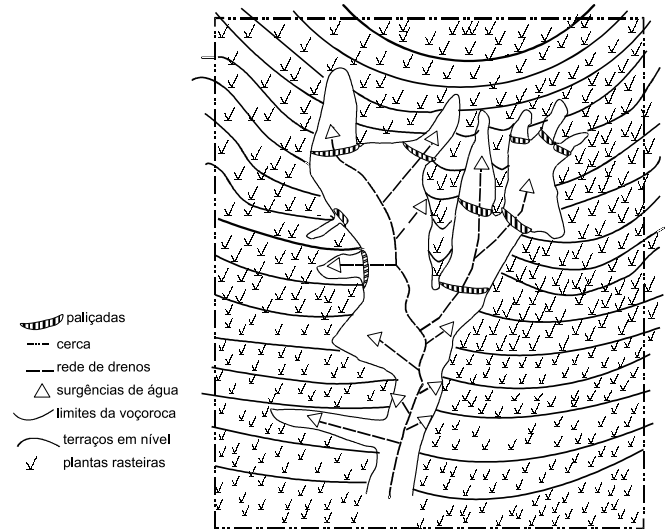 paliçadas
cerca
rede de drenos
surgências de água
limites da voçoroca
terraços em nível
plantas rasteiras